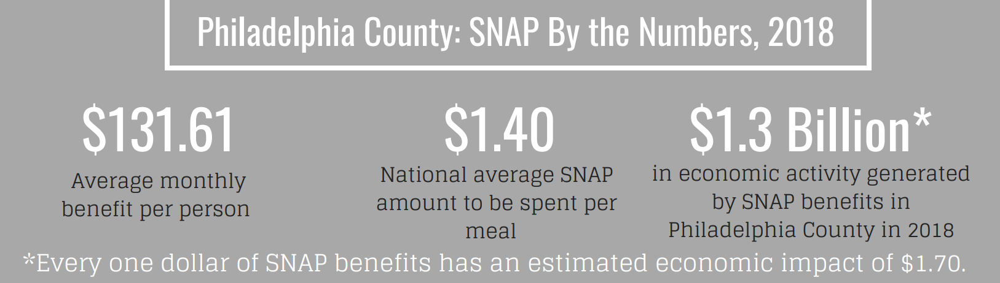 Philadelphia County: SNAP By the Numbers, 2018
$131.61
Average monthly
benefit per person
$1.40
National average SNAP
amount to be spent per
meal
$1.3 Billion*
in economic activity generated
by SNAP benefits in
Philadelphia County in 2018
*Every one dollar of SNAP benefits has an estimated economic impact of $1.70.